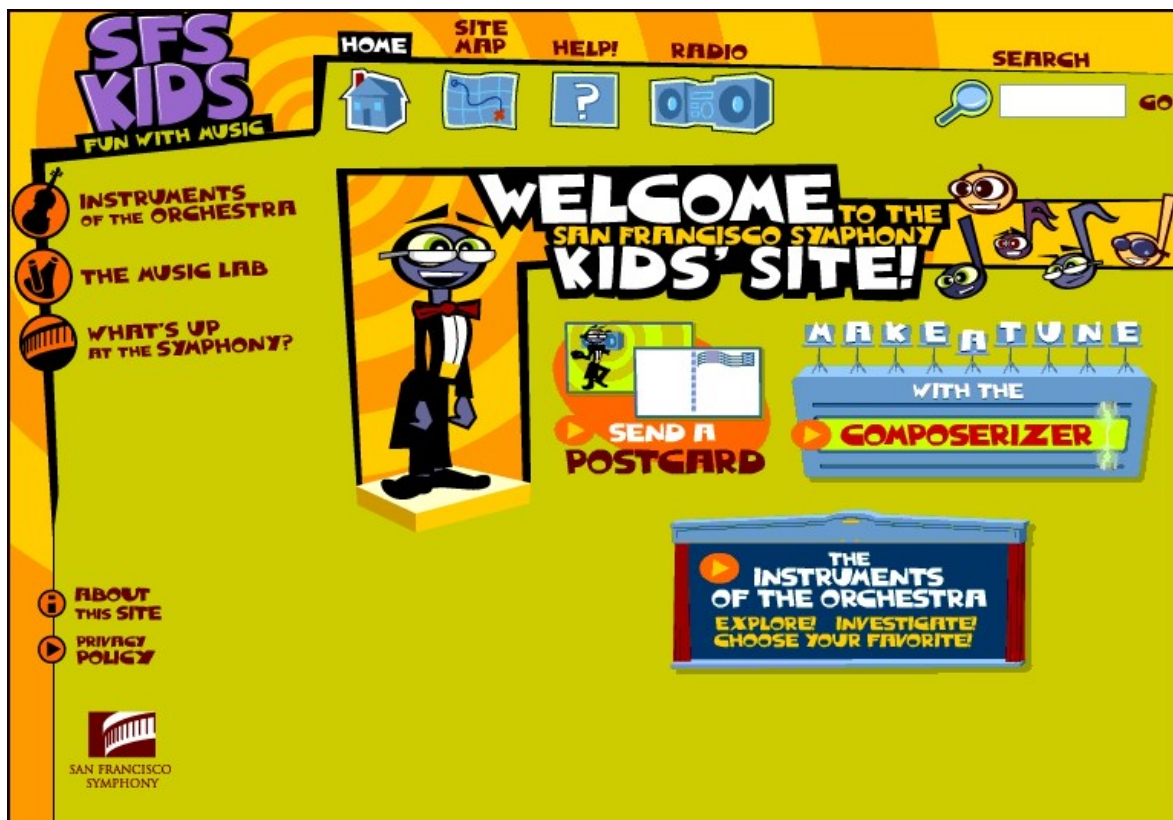 SFS
KIDS
FUN WITH MUSIC
HOME
SITE
MAP
HELP!
RADIO
SEARCH
GO
INSTRUMENTS
OF THE ORCHESTRA
THE MUSIC LAB
WHAT'S UP
AT THE SYMPHONY?
WELCOME TO THE
SAN FRANCISCO SYMPHONY
KIDS' SITE!
SEND A
POSTCARD
MAKE A TUNE
WITH THE
COMPOSERIZER
THE
INSTRUMENTS
OF THE ORCHESTRA
EXPLORE! INVESTIGATE!
CHOOSE YOUR FAVORITE!
ABOUT
THIS SITE
PRIVACY
POLICY
SAN FRANCISCO
SYMPHONY